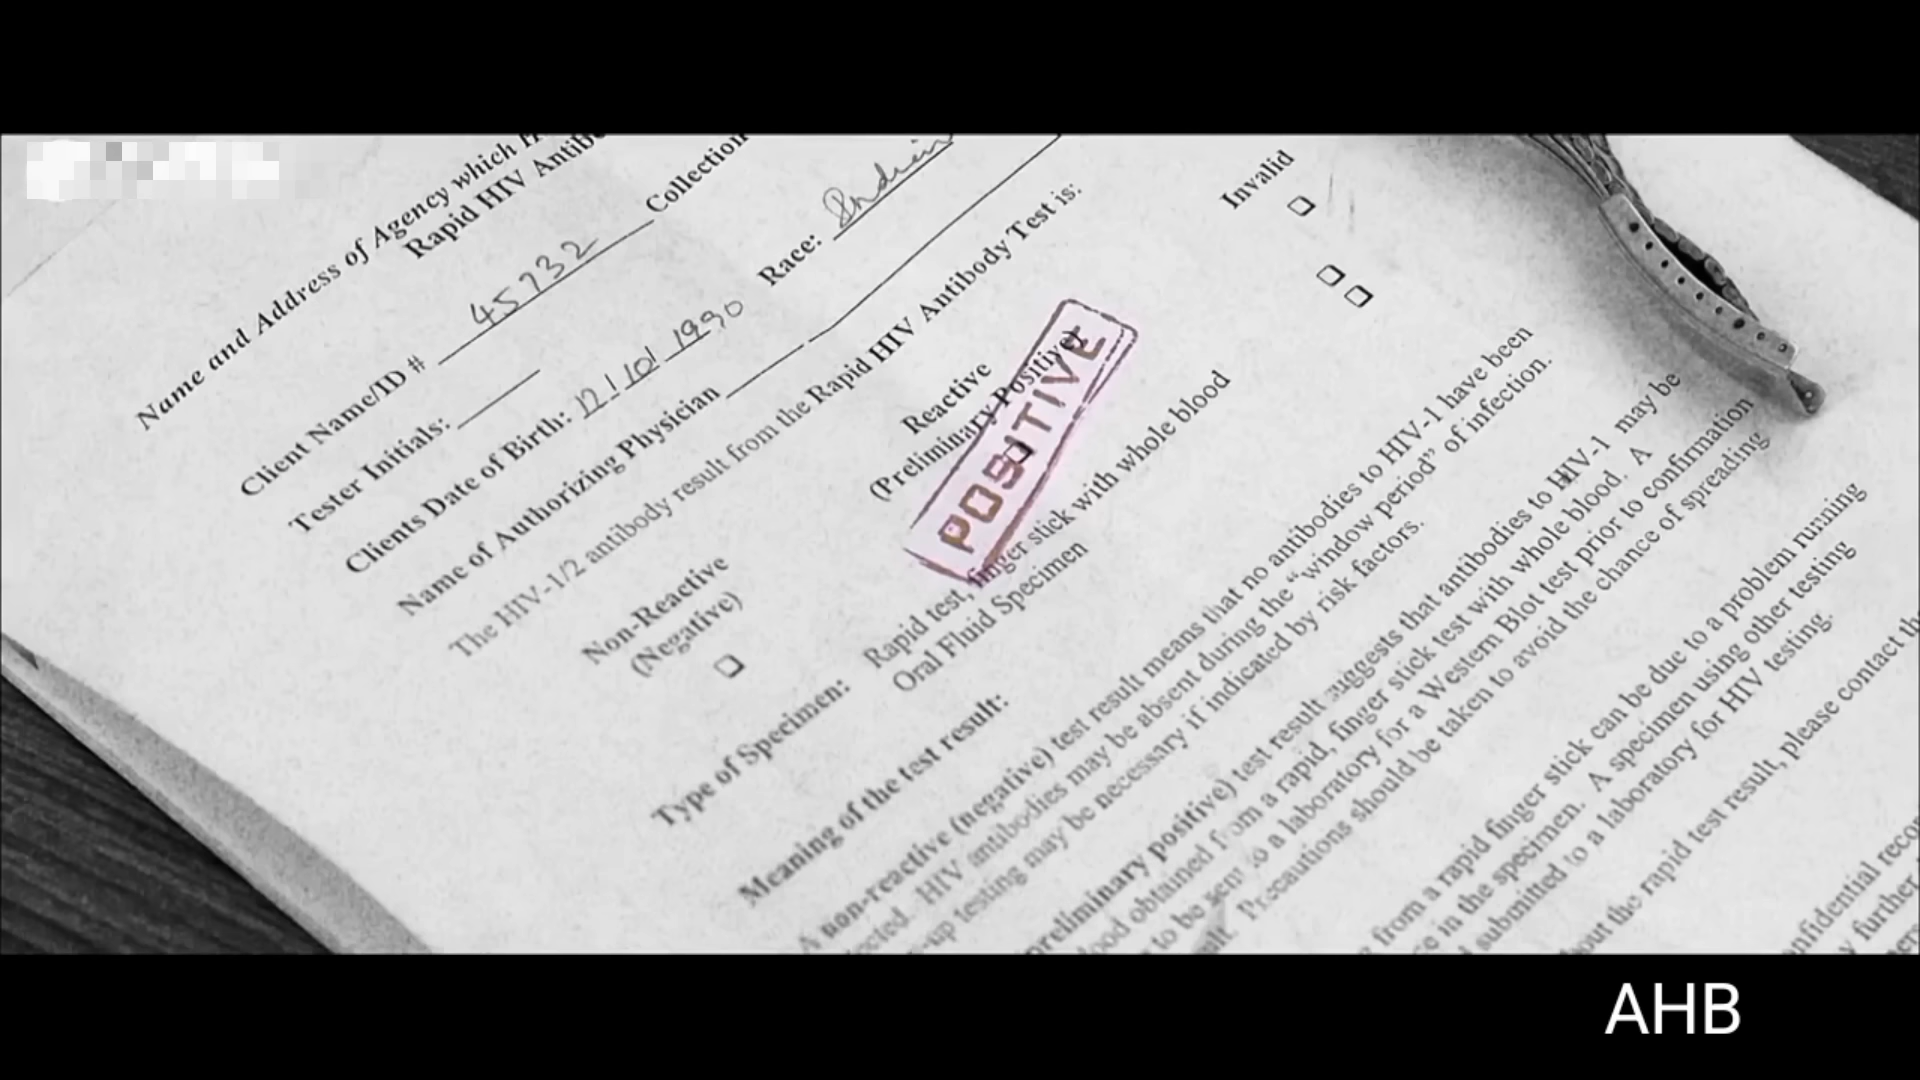 Name and Address of Agency which
Rapid HIV Antib
Client Name/ID # 45732 Collection
Tester Initials:
Clients Date of Birth: 12/10/1990 Race: Indian
Name of Authorizing Physician
The HIV-1/2 antibody result from the Rapid HIV Antibody Test is:
Non-Reactive
(Negative)
Reactive
(Preliminary Positive)
Invalid
POSITIVE
Type of Specimen:
Rapid test, finger stick with whole blood
Oral Fluid Specimen
Meaning of the test result:
A non-reactive (negative) test result means that no antibodies to HIV-1 have been
ected. HIV antibodies may be absent during the “window period” of infection.
-up testing may be necessary if indicated by risk factors.
preliminary positive) test result suggests that antibodies to HIV-1 may be
lood obtained from a rapid, finger stick test with whole blood. A
to be sent to a laboratory for a Western Blot test prior to confirmation
ult. Precautions should be taken to avoid the chance of spreading
from a rapid finger stick can be due to a problem running
ce in the specimen. A specimen using other testing
d submitted to a laboratory for HIV testing.
bout the rapid test result, please contact th
nfidential reco
y further
AHB